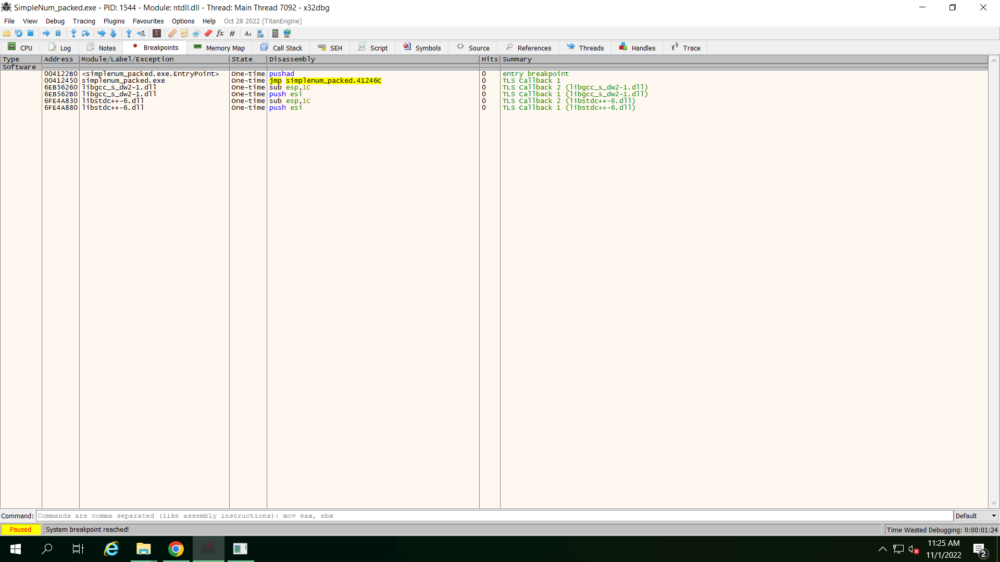 SimpleNum_packed.exe - PID: 1544 - Module: ntdll.dll - Thread: Main Thread 7092 - x32dbg
File View Debug Tracing Plugins Favourites Options Help Oct 28 2022 (TitanEngine)
CPU Log Notes Breakpoints Memory Map Call Stack SEH Script Symbols Source References Threads Handles Trace
Type Address Module/Label/Exception State Disassembly Hits Summary
Software
004122B0 <simplenum_packed.exe.EntryPoint> One-time pushad 0 entry breakpoint
00412450 simplenum_packed.exe One-time jmp simplenum_packed.41246C 0 TLS Callback 1
6EB56260 libgcc_s_dw2-1.dll One-time sub esp,1C 0 TLS Callback 2 (libgcc_s_dw2-1.dll)
6EB562B0 libgcc_s_dw2-1.dll One-time push esi 0 TLS Callback 1 (libgcc_s_dw2-1.dll)
6FE4A830 libstdc++-6.dll One-time sub esp,1C 0 TLS Callback 2 (libstdc++-6.dll)
6FE4A880 libstdc++-6.dll One-time push esi 0 TLS Callback 1 (libstdc++-6.dll)
Command: Commands are comma separated (like assembly instructions): mov eax, ebx Default
Paused System breakpoint reached! Time Wasted Debugging: 0:00:01:24
11:25 AM
11/1/2022
2